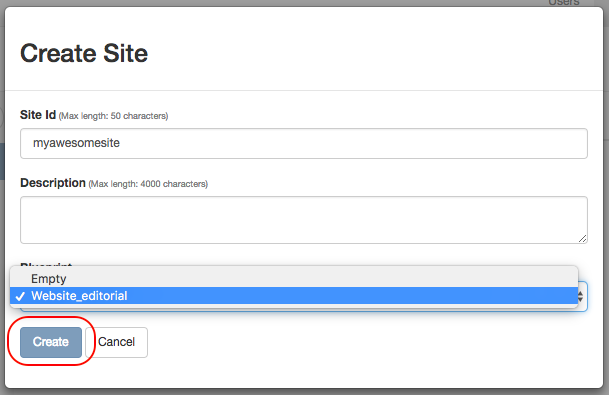 Users
Create Site
Site Id (Max length: 50 characters)
myawesomesite
Description (Max length: 4000 characters)
Blueprint
Empty
✓ Website_editorial
Create Cancel